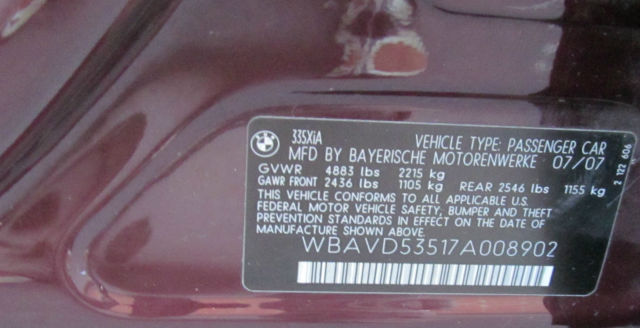 BMW
335XiA
VEHICLE TYPE: PASSENGER CAR
MFD BY BAYERISCHE MOTORENWERKE 07/07
GVWR 4883 lbs 2215 kg
GAWR FRONT 2436 lbs 1105 kg REAR 2546 lbs 1155 kg
THIS VEHICLE CONFORMS TO ALL APPLICABLE U.S.
FEDERAL MOTOR VEHICLE SAFETY, BUMPER AND THEFT
PREVENTION STANDARDS IN EFFECT ON THE DATE OF
MANUFACTURE SHOWN ABOVE.
WBAVD53517A008902
2 122 606